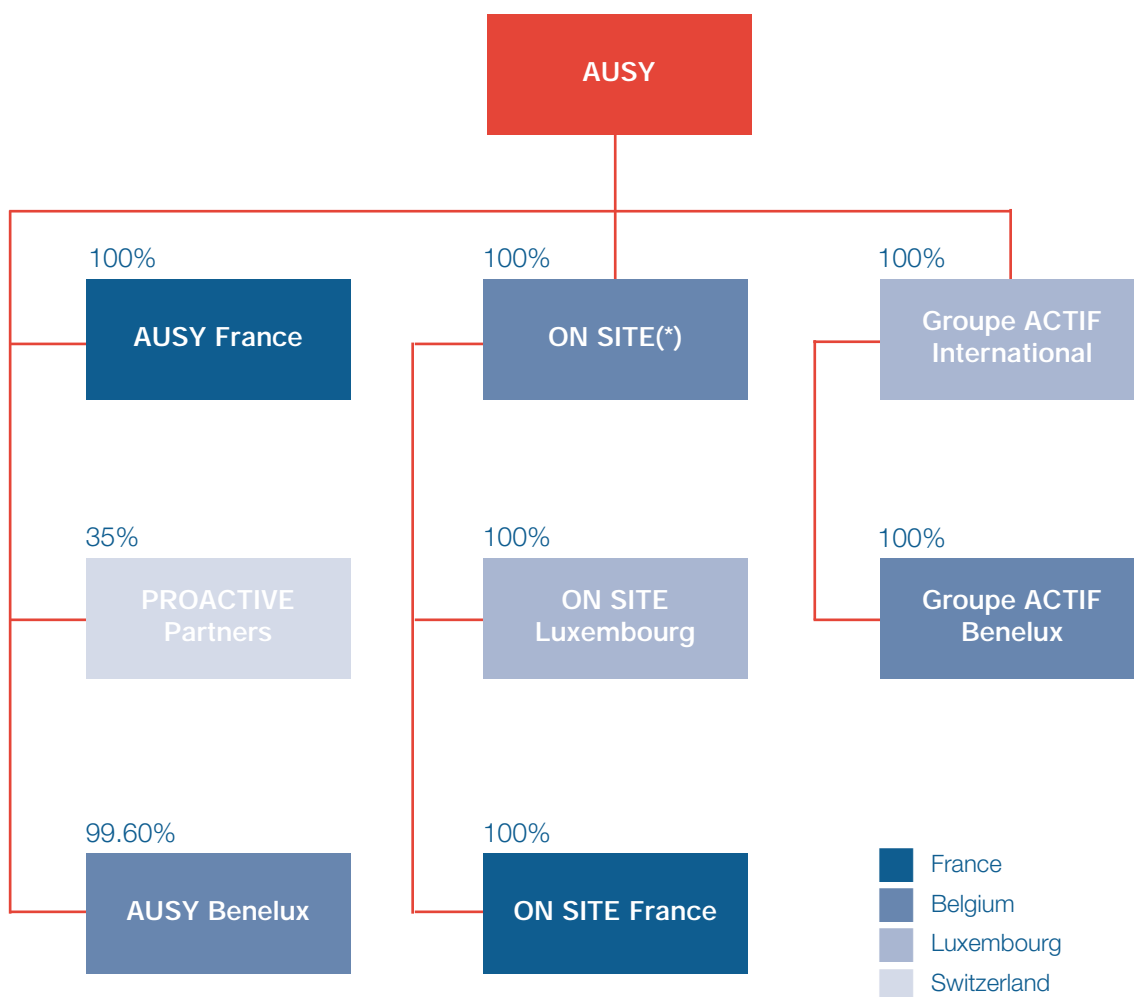 AUSY
100%
AUSY France
100%
ON SITE(*)
100%
Groupe ACTIF
International
35%
PROACTIVE
Partners
100%
ON SITE
Luxembourg
100%
Groupe ACTIF
Benelux
99.60%
AUSY Benelux
100%
ON SITE France
France
Belgium
Luxembourg
Switzerland